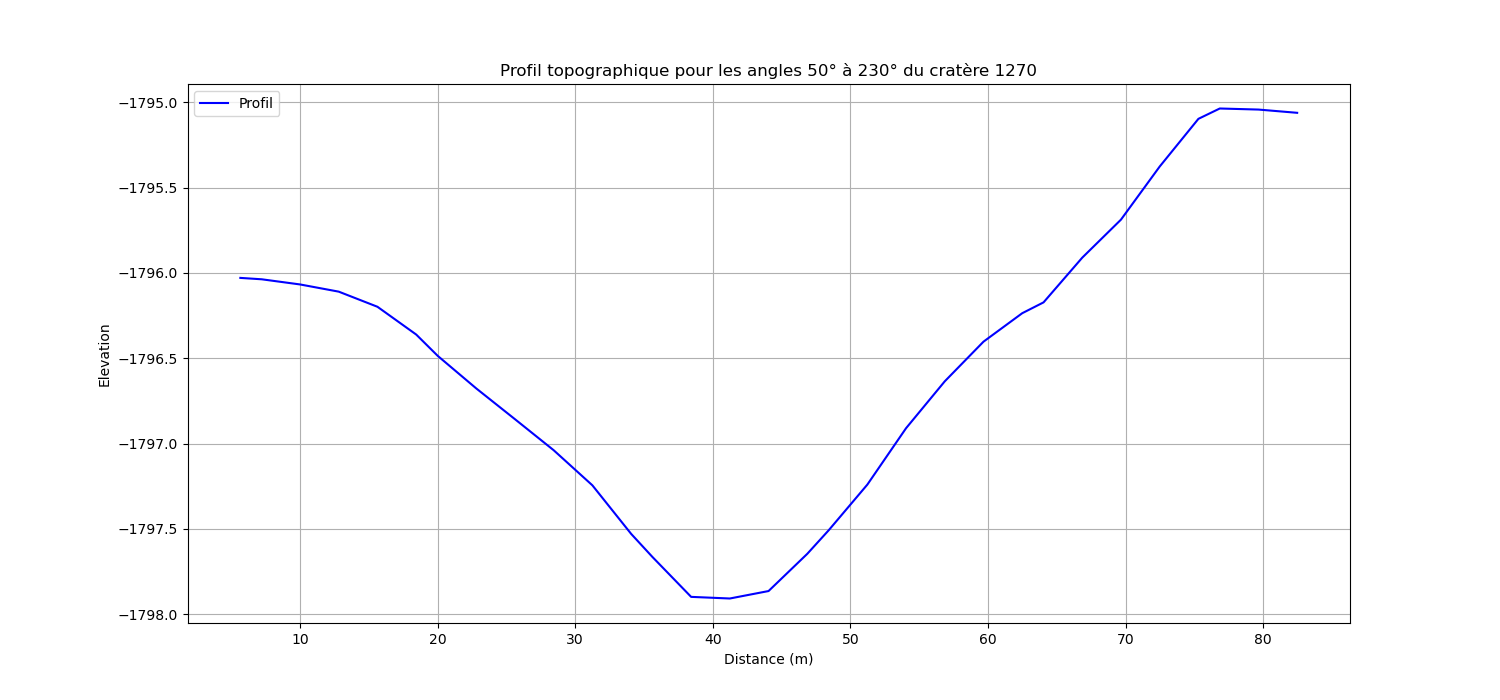 Profil topographique pour les angles 50° à 230° du cratère 1270
Profil
−1795.0
−1795.5
−1796.0
−1796.5
−1797.0
−1797.5
−1798.0
Elevation
10 20 30 40 50 60 70 80
Distance (m)